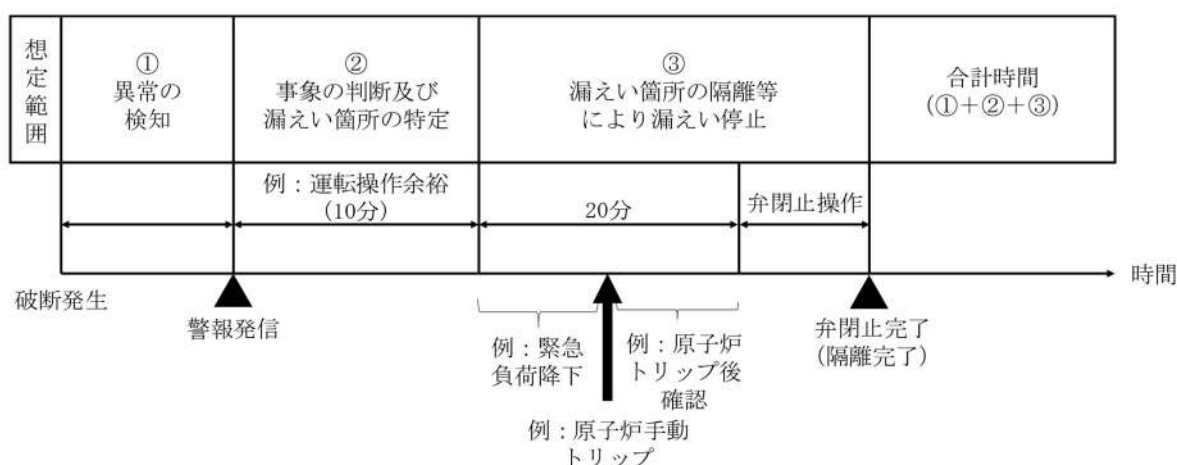 想定範囲
①
異常の
検知
②
事象の判断及び
漏えい箇所の特定
③
漏えい箇所の隔離等
により漏えい停止
合計時間
(①+②+③)
例：運転操作余裕
(10分)
20分
弁閉止操作
時間
破断発生
警報発信
例：緊急
負荷降下
例：原子炉
トリップ後
確認
弁閉止完了
(隔離完了)
例：原子炉手動
トリップ